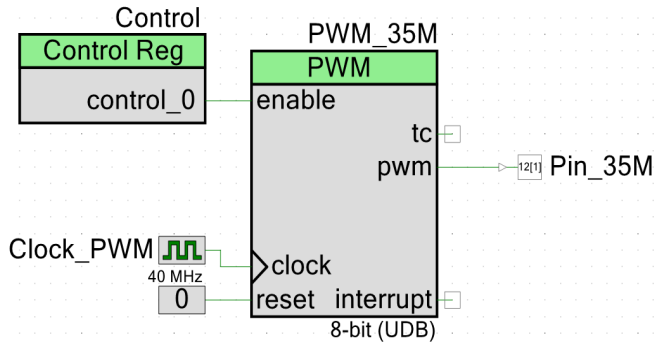 Control
Control Reg
control_0
PWM_35M
PWM
enable
tc
pwm
12[1] Pin_35M
Clock_PWM
40 MHz
clock
0
reset interrupt
8-bit (UDB)